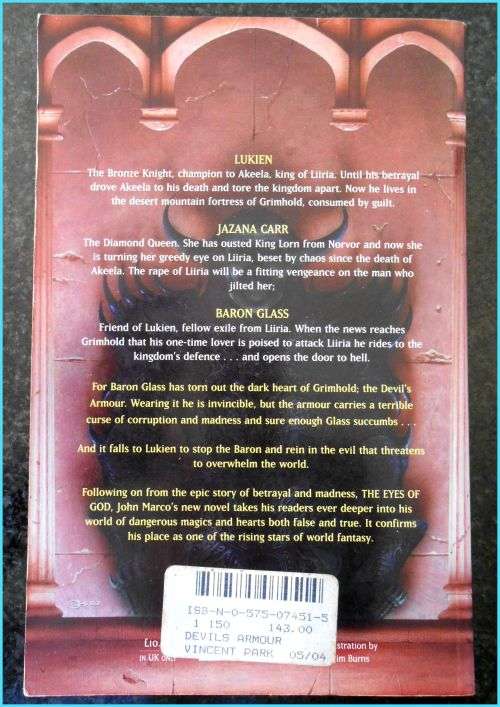 LUKIEN
The Bronze Knight, champion to Akeela, king of Liiria. Until his betrayal
drove Akeela to his death and tore the kingdom apart. Now he lives in
the desert mountain fortress of Grimhold, consumed by guilt.
JAZANA CARR
The Diamond Queen. She has ousted King Lorn from Norvor and now she
is turning her greedy eye on Liiria, beset by chaos since the death of
Akeela. The rape of Liiria will be a fitting vengeance on the man who
jilted her;
BARON GLASS
Friend of Lukien, fellow exile from Liiria. When the news reaches
Grimhold that his one-time lover is poised to attack Liiria he rides to the
kingdom's defence . . . and opens the door to hell.
For Baron Glass has torn out the dark heart of Grimhold; the Devil's
Armour. Wearing it he is invincible, but the armour carries a terrible
curse of corruption and madness and sure enough Glass succumbs . . .
And it falls to Lukien to stop the Baron and rein in the evil that threatens
to overwhelm the world.
Following on from the epic story of betrayal and madness, THE EYES OF
GOD, John Marco's new novel takes his readers ever deeper into his
world of dangerous magics and hearts both false and true. It confirms
his place as one of the rising stars of world fantasy.
ISB-N-0-575-07451-5
1 150 143.00
DEVILS ARMOUR
VINCENT PARK 05/04
£10.
IN UK ONLY
Burns